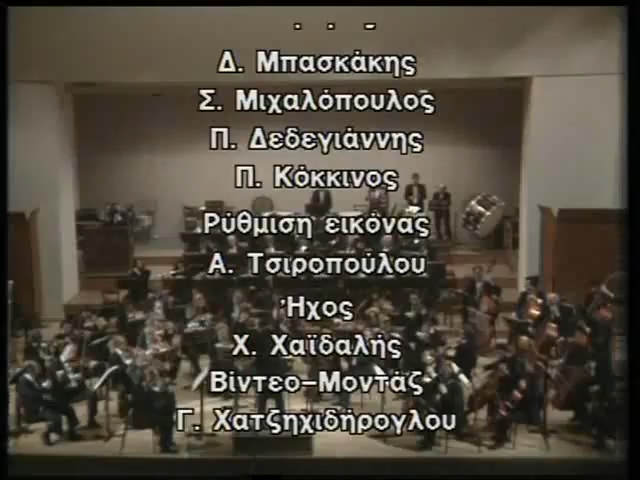 Δ. Μπασκάκης
Σ. Μιχαλόπουλος
Π. Δεδεγιάννης
Π. Κόκκινος
Ρύθμιση εικόνας
Α. Τσιροπούλου
Ήχος
Χ. Χαϊδαλής
Βίντεο-Μοντάζ
Γ. Χατζηχιδήρογλου